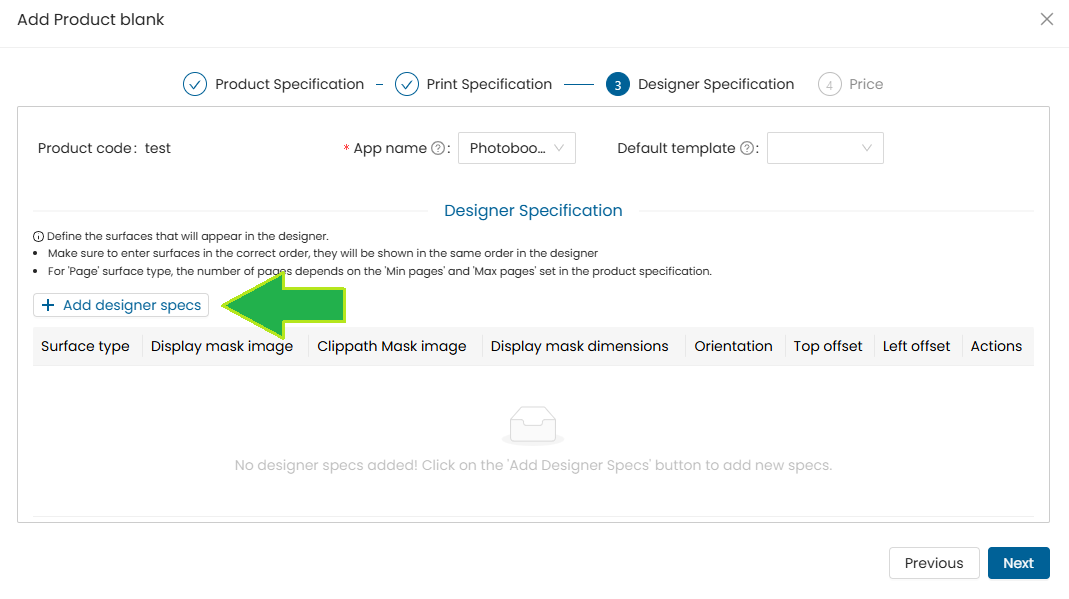 Add Product blank
Product Specification Print Specification 3 Designer Specification 4 Price
Product code : test * App name ? : Photoboo... Default template ? :
Designer Specification
Define the surfaces that will appear in the designer.
• Make sure to enter surfaces in the correct order, they will be shown in the same order in the designer
• For 'Page' surface type, the number of pages depends on the 'Min pages' and 'Max pages' set in the product specification.
+ Add designer specs
Surface type Display mask image Clippath Mask image Display mask dimensions Orientation Top offset Left offset Actions
No designer specs added! Click on the 'Add Designer Specs' button to add new specs.
Previous Next